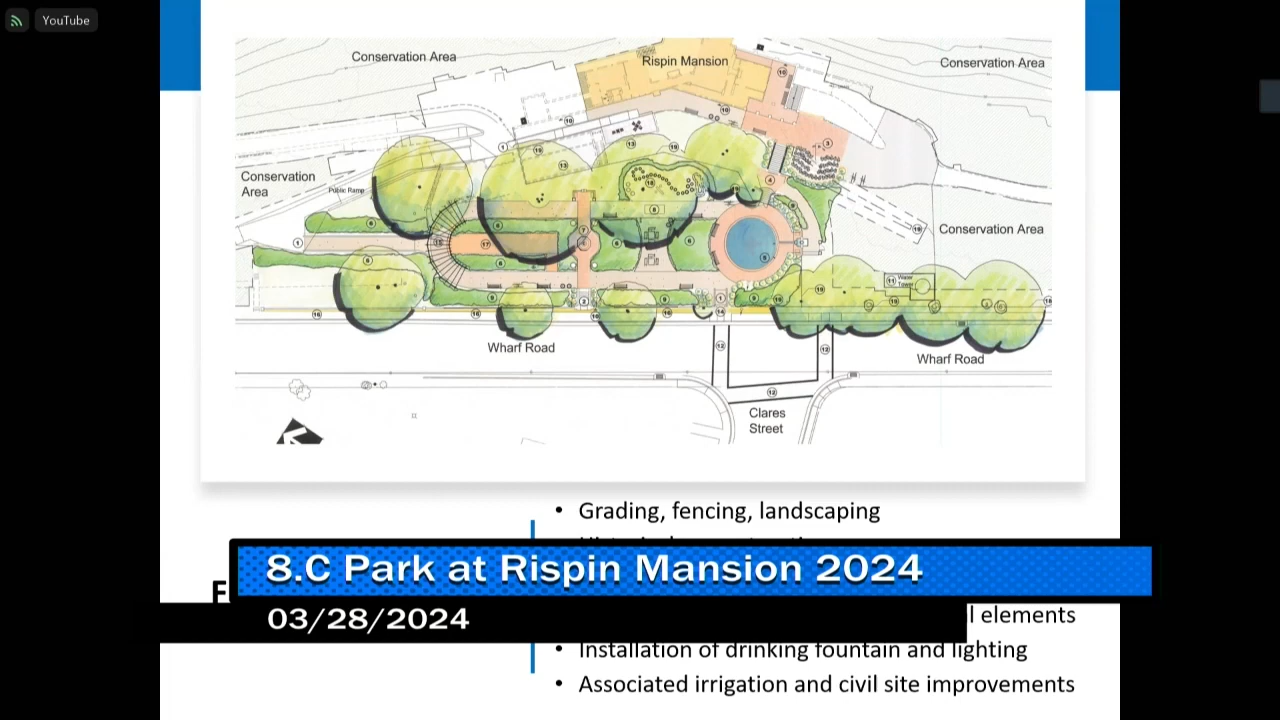 YouTube
Conservation Area
Rispin Mansion
Conservation Area
Conservation
Area
Public Ramp
Conservation Area
Water
Tower
Wharf Road
Wharf Road
Clares
Street
• Grading, fencing, landscaping
8.C Park at Rispin Mansion 2024
03/28/2024
l elements
• Installation of drinking fountain and lighting
• Associated irrigation and civil site improvements